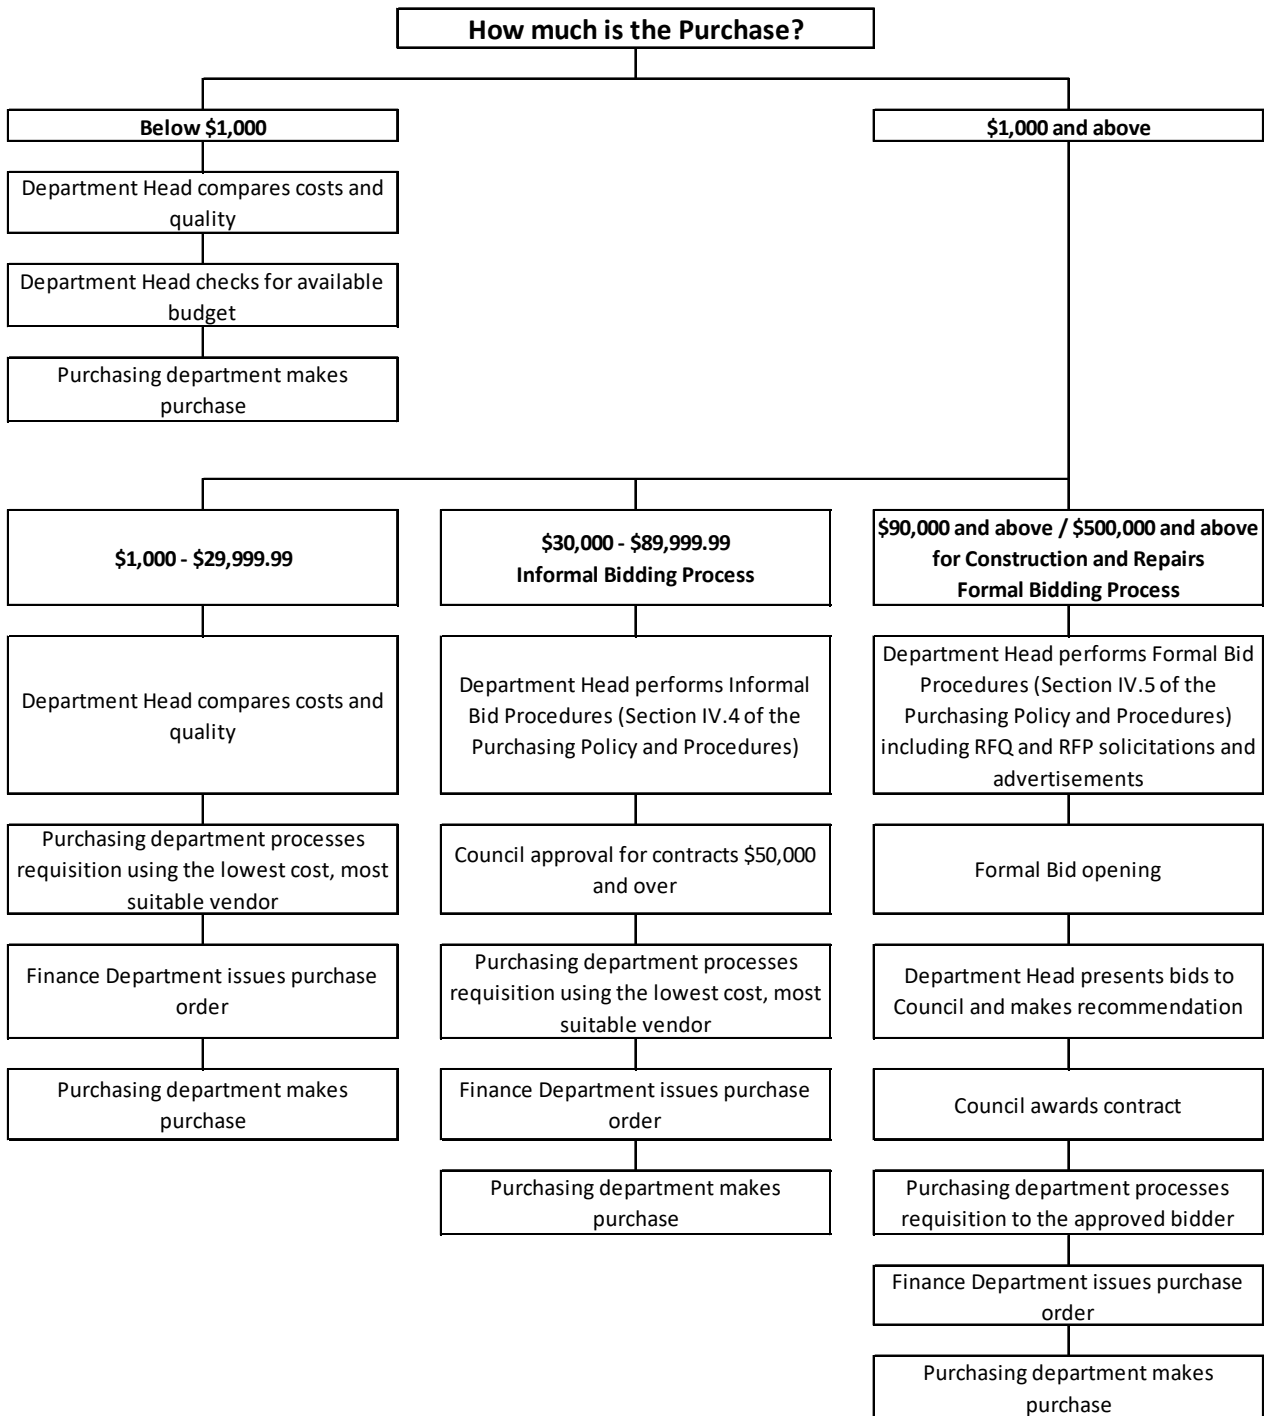 How much is the Purchase?
Below $1,000
$1,000 and above
Department Head compares costs and
quality
Department Head checks for available
budget
Purchasing department makes
purchase
$1,000 - $29,999.99
$30,000 - $89,999.99
Informal Bidding Process
$90,000 and above / $500,000 and above
for Construction and Repairs
Formal Bidding Process
Department Head compares costs and
quality
Department Head performs Informal
Bid Procedures (Section IV.4 of the
Purchasing Policy and Procedures)
Department Head performs Formal Bid
Procedures (Section IV.5 of the
Purchasing Policy and Procedures)
including RFQ and RFP solicitations and
advertisements
Purchasing department processes
requisition using the lowest cost, most
suitable vendor
Council approval for contracts $50,000
and over
Formal Bid opening
Finance Department issues purchase
order
Purchasing department processes
requisition using the lowest cost, most
suitable vendor
Department Head presents bids to
Council and makes recommendation
Purchasing department makes
purchase
Finance Department issues purchase
order
Council awards contract
Purchasing department makes
purchase
Purchasing department processes
requisition to the approved bidder
Finance Department issues purchase
order
Purchasing department makes
purchase